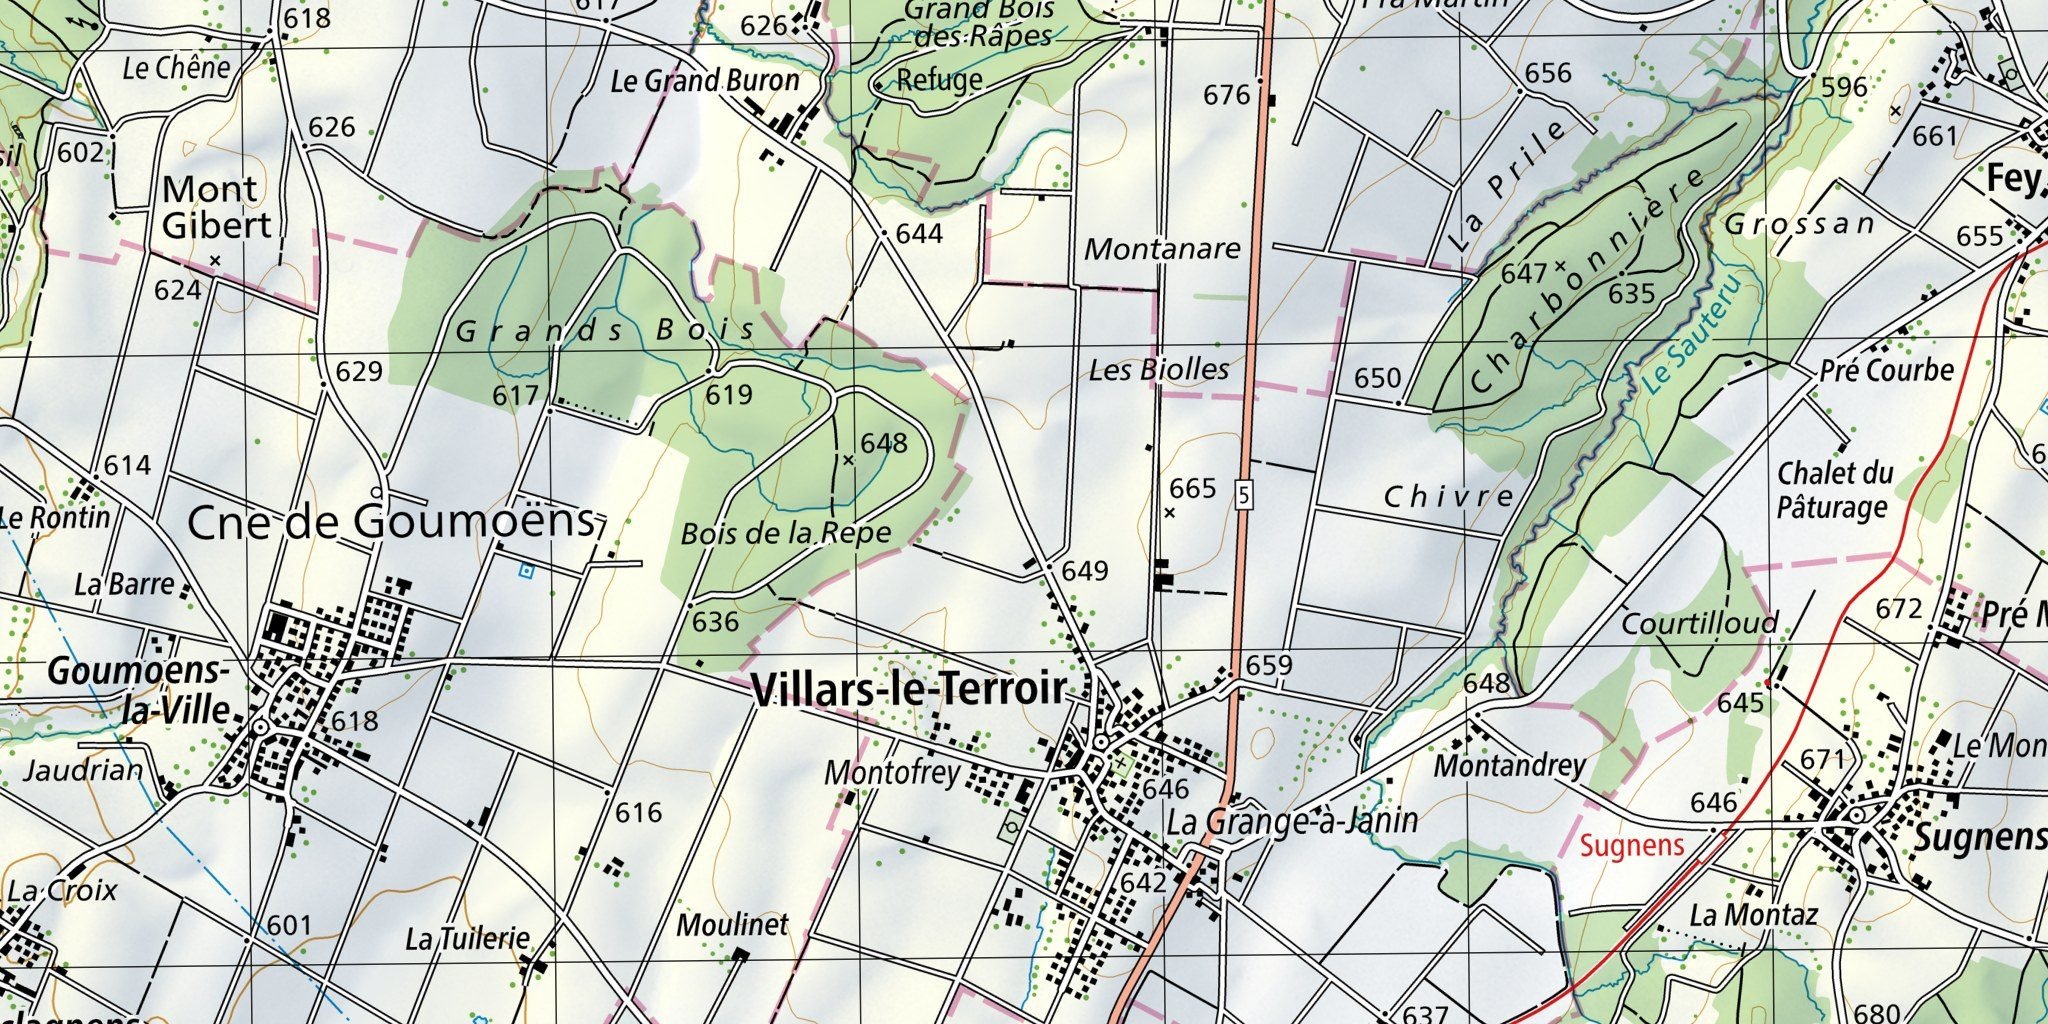 618
617
626
Grand Bois
des Râpes
Pra Martin
Le Chêne
Le Grand Buron
Refuge
676
656
596
602
626
661
Mont
Gibert
La Prile
Fey
644
Montanare
Grossan
655
624
647
Charbonnière
635
Grands Bois
Le Sauteru
629
617
619
Les Biolles
650
Pré Courbe
648
614
665
5
Chivre
Chalet du
Pâturage
Le Rontin
Cne de Goumoëns
Bois de la Repe
649
La Barre
636
Courtilloud
672
Goumoens-
la-Ville
618
Villars-le-Terroir
659
648
645
Jaudrian
Montofrey
646
Montandrey
671
616
La Grange-à-Janin
646
Sugnens
Sugnens
La Croix
642
601
La Tuilerie
Moulinet
La Montaz
637
680